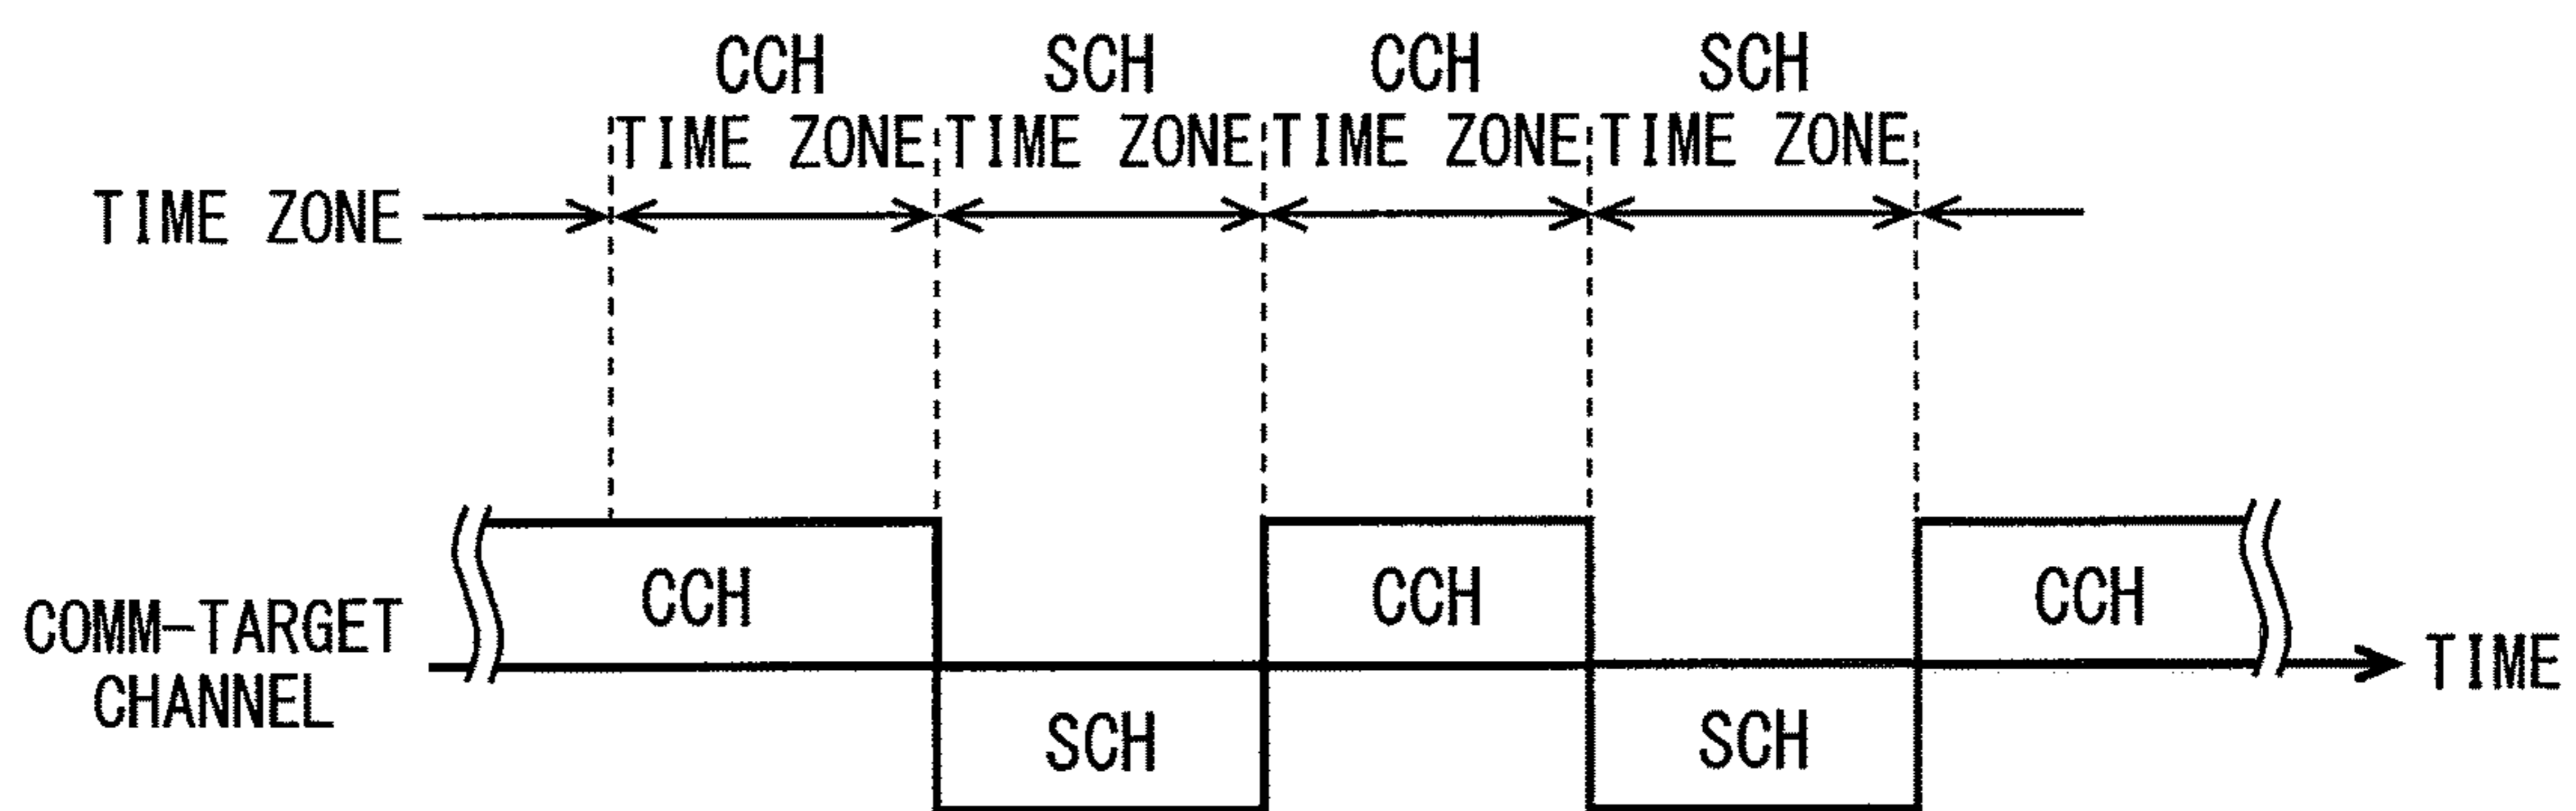 CCH SCH CCH SCH
TIME ZONE TIME ZONE TIME ZONE TIME ZONE
TIME ZONE
CCH CCH CCH
COMM-TARGET
CHANNEL
TIME
SCH SCH